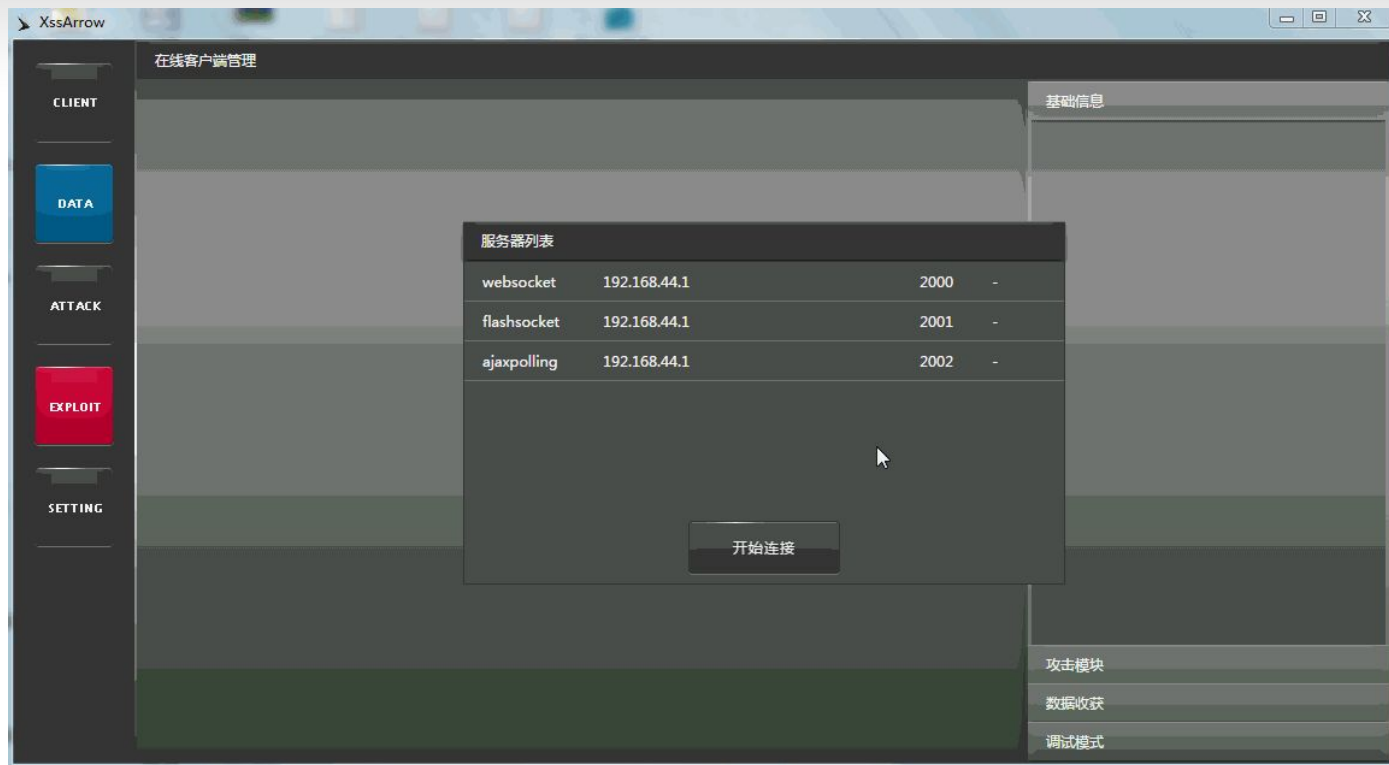 XssArrow
在线客户端管理
CLIENT
DATA
ATTACK
EXPLOIT
SETTING
服务器列表
websocket 192.168.44.1 2000 -
flashsocket 192.168.44.1 2001 -
ajaxpolling 192.168.44.1 2002 -
开始连接
基础信息
攻击模块
数据收获
调试模式